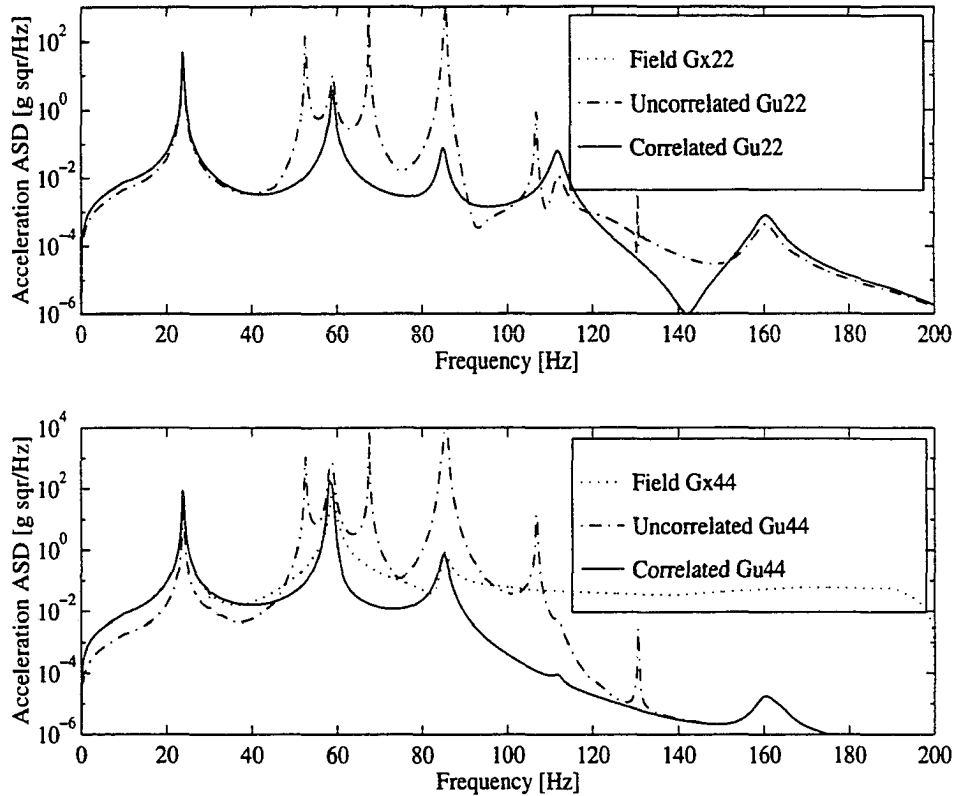 Acceleration ASD [g sqr/Hz]
10^2
10^0
10^-2
10^-4
10^-6
Field Gx22
Uncorrelated Gu22
Correlated Gu22
0 20 40 60 80 100 120 140 160 180 200
Frequency [Hz]
Acceleration ASD [g sqr/Hz]
10^4
10^2
10^0
10^-2
10^-4
10^-6
Field Gx44
Uncorrelated Gu44
Correlated Gu44
0 20 40 60 80 100 120 140 160 180 200
Frequency [Hz]